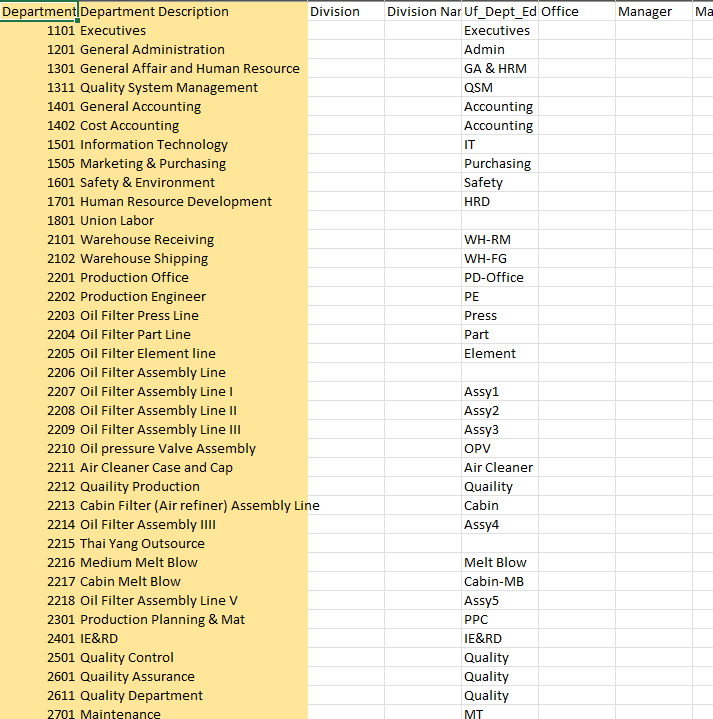 Department Department Description Division Division Nar Uf_Dept_Ed Office Manager Ma
1101 Executives Executives
1201 General Administration Admin
1301 General Affair and Human Resource GA & HRM
1311 Quality System Management QSM
1401 General Accounting Accounting
1402 Cost Accounting Accounting
1501 Information Technology IT
1505 Marketing & Purchasing Purchasing
1601 Safety & Environment Safety
1701 Human Resource Development HRD
1801 Union Labor
2101 Warehouse Receiving WH-RM
2102 Warehouse Shipping WH-FG
2201 Production Office PD-Office
2202 Production Engineer PE
2203 Oil Filter Press Line Press
2204 Oil Filter Part Line Part
2205 Oil Filter Element line Element
2206 Oil Filter Assembly Line
2207 Oil Filter Assembly Line I Assy1
2208 Oil Filter Assembly Line II Assy2
2209 Oil Filter Assembly Line III Assy3
2210 Oil pressure Valve Assembly OPV
2211 Air Cleaner Case and Cap Air Cleaner
2212 Quaility Production Quaility
2213 Cabin Filter (Air refiner) Assembly Line Cabin
2214 Oil Filter Assembly IIII Assy4
2215 Thai Yang Outsource
2216 Medium Melt Blow Melt Blow
2217 Cabin Melt Blow Cabin-MB
2218 Oil Filter Assembly Line V Assy5
2301 Production Planning & Mat PPC
2401 IE&RD IE&RD
2501 Quality Control Quality
2601 Quaility Assurance Quality
2611 Quality Department Quality
2701 Maintenance MT